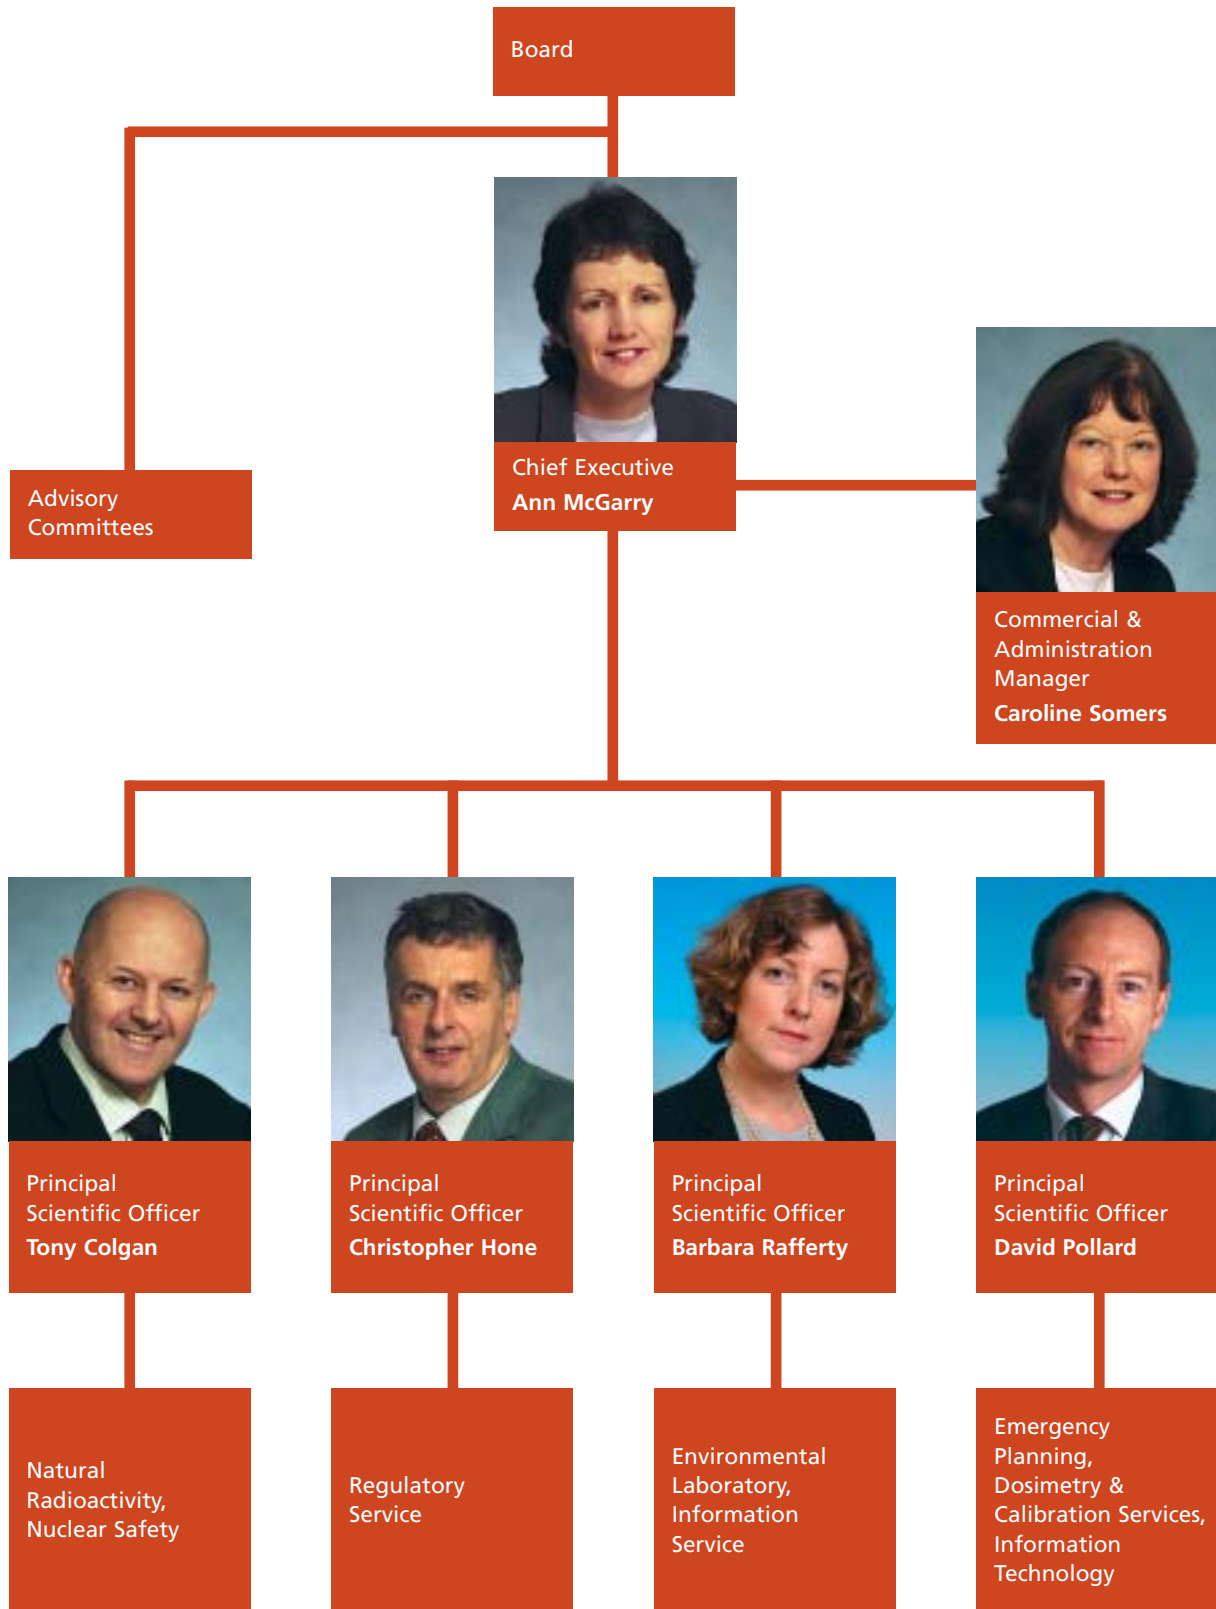 Board
Chief Executive
Ann McGarry
Advisory
Committees
Commercial &
Administration
Manager
Caroline Somers
Principal
Scientific Officer
Tony Colgan
Principal
Scientific Officer
Christopher Hone
Principal
Scientific Officer
Barbara Rafferty
Principal
Scientific Officer
David Pollard
Natural
Radioactivity,
Nuclear Safety
Regulatory
Service
Environmental
Laboratory,
Information
Service
Emergency
Planning,
Dosimetry &
Calibration Services,
Information
Technology